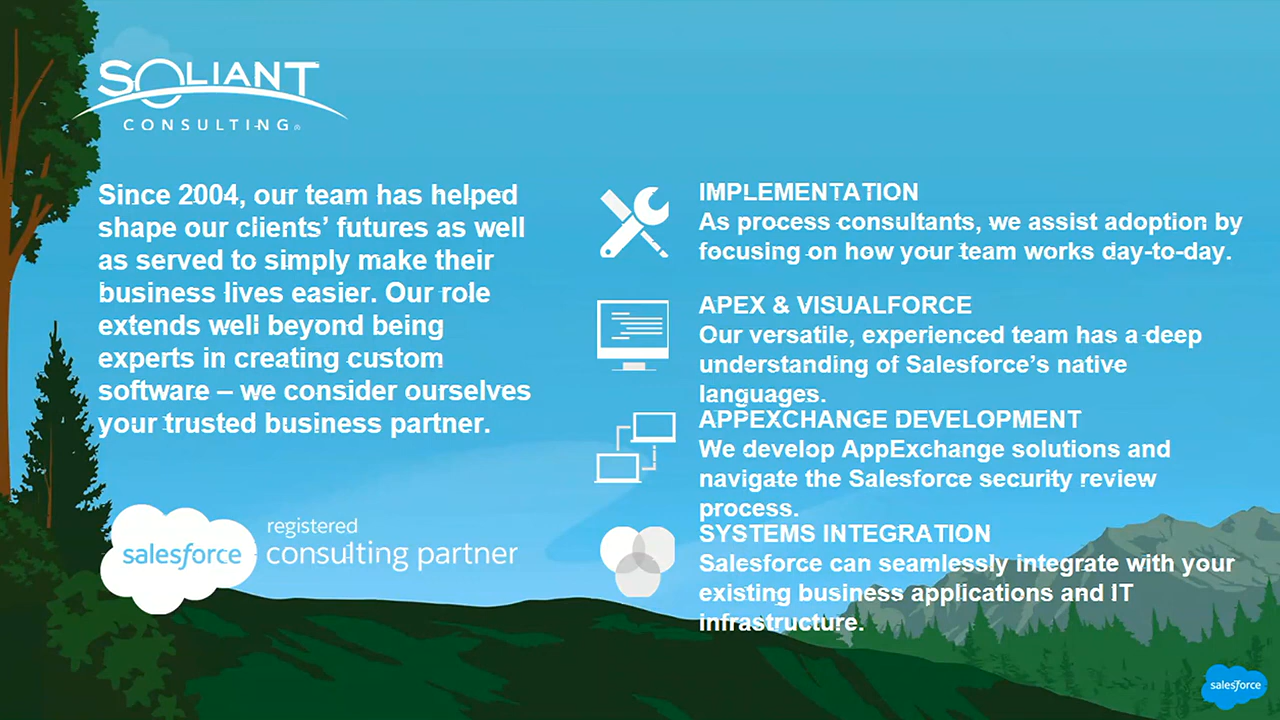 SOLIANT
CONSULTING®
Since 2004, our team has helped
shape our clients’ futures as well
as served to simply make their
business lives easier. Our role
extends well beyond being
experts in creating custom
software – we consider ourselves
your trusted business partner.
salesforce
registered
consulting partner
IMPLEMENTATION
As process consultants, we assist adoption by
focusing on how your team works day-to-day.
APEX & VISUALFORCE
Our versatile, experienced team has a deep
understanding of Salesforce’s native
languages.
APPEXCHANGE DEVELOPMENT
We develop AppExchange solutions and
navigate the Salesforce security review
process.
SYSTEMS INTEGRATION
Salesforce can seamlessly integrate with your
existing business applications and IT
infrastructure.
salesforce